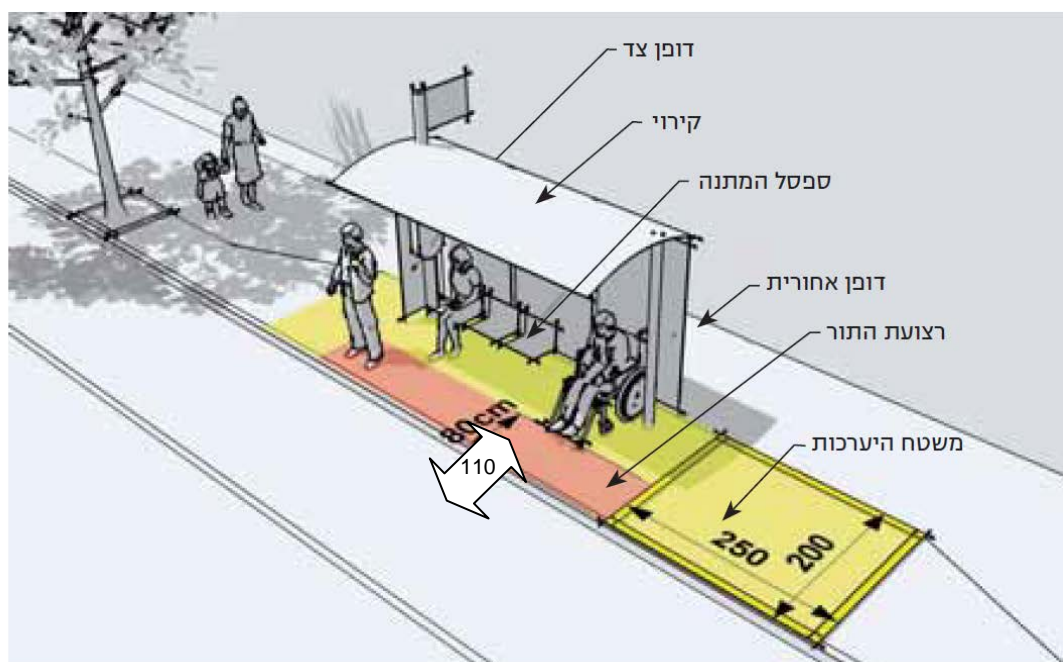 דופן צד
קירוי
ספסל המתנה
דופן אחורית
רצועת התור
משטח היערכות
80cm
110
250
200